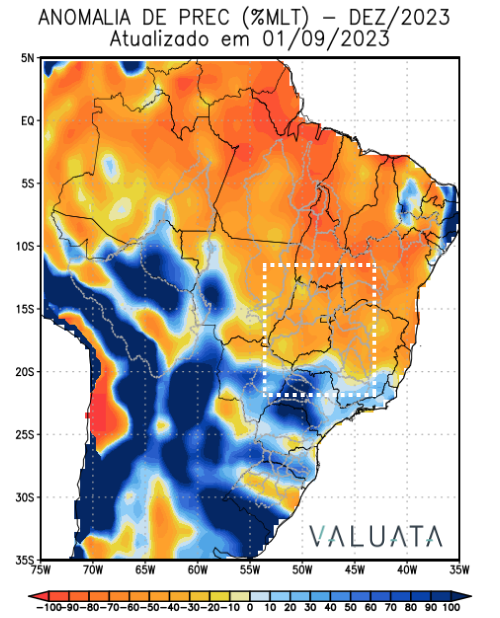 ANOMALIA DE PREC (%MLT) – DEZ/2023
Atualizado em 01/09/2023
5N
EQ
5S
10S
15S
20S
25S
30S
35S
VALUATA
75W 70W 65W 60W 55W 50W 45W 40W 35W
-100-90-80-70-60-50-40-30-20-10 0 10 20 30 40 50 60 70 80 90 100